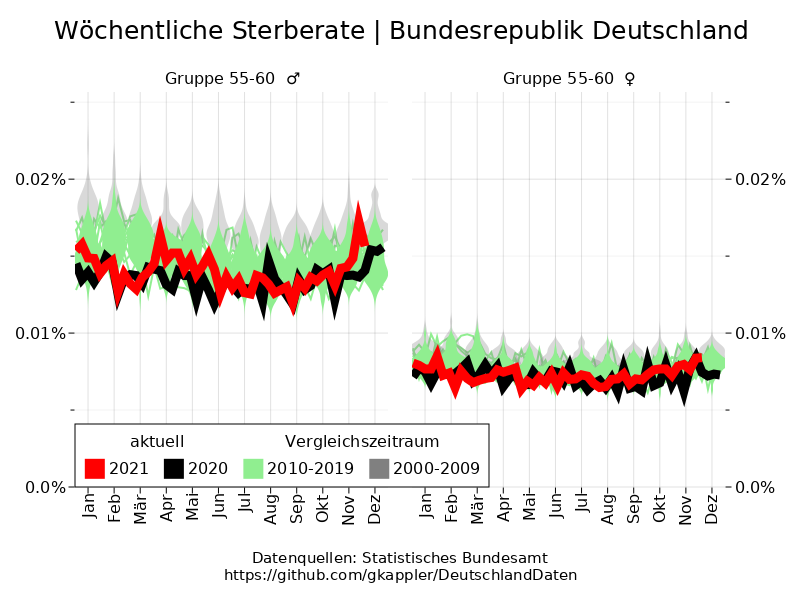 Wöchentliche Sterberate | Bundesrepublik Deutschland
Gruppe 55-60 ♂
Gruppe 55-60 ♀
0.02%
0.01%
0.0%
0.02%
0.01%
0.0%
aktuell
Vergleichszeitraum
2021
2020
2010-2019
2000-2009
Jan
Feb
Mär
Apr
Mai
Jun
Jul
Aug
Sep
Okt
Nov
Dez
Jan
Feb
Mär
Apr
Mai
Jun
Jul
Aug
Sep
Okt
Nov
Dez
Datenquellen: Statistisches Bundesamt
https://github.com/gkappler/DeutschlandDaten